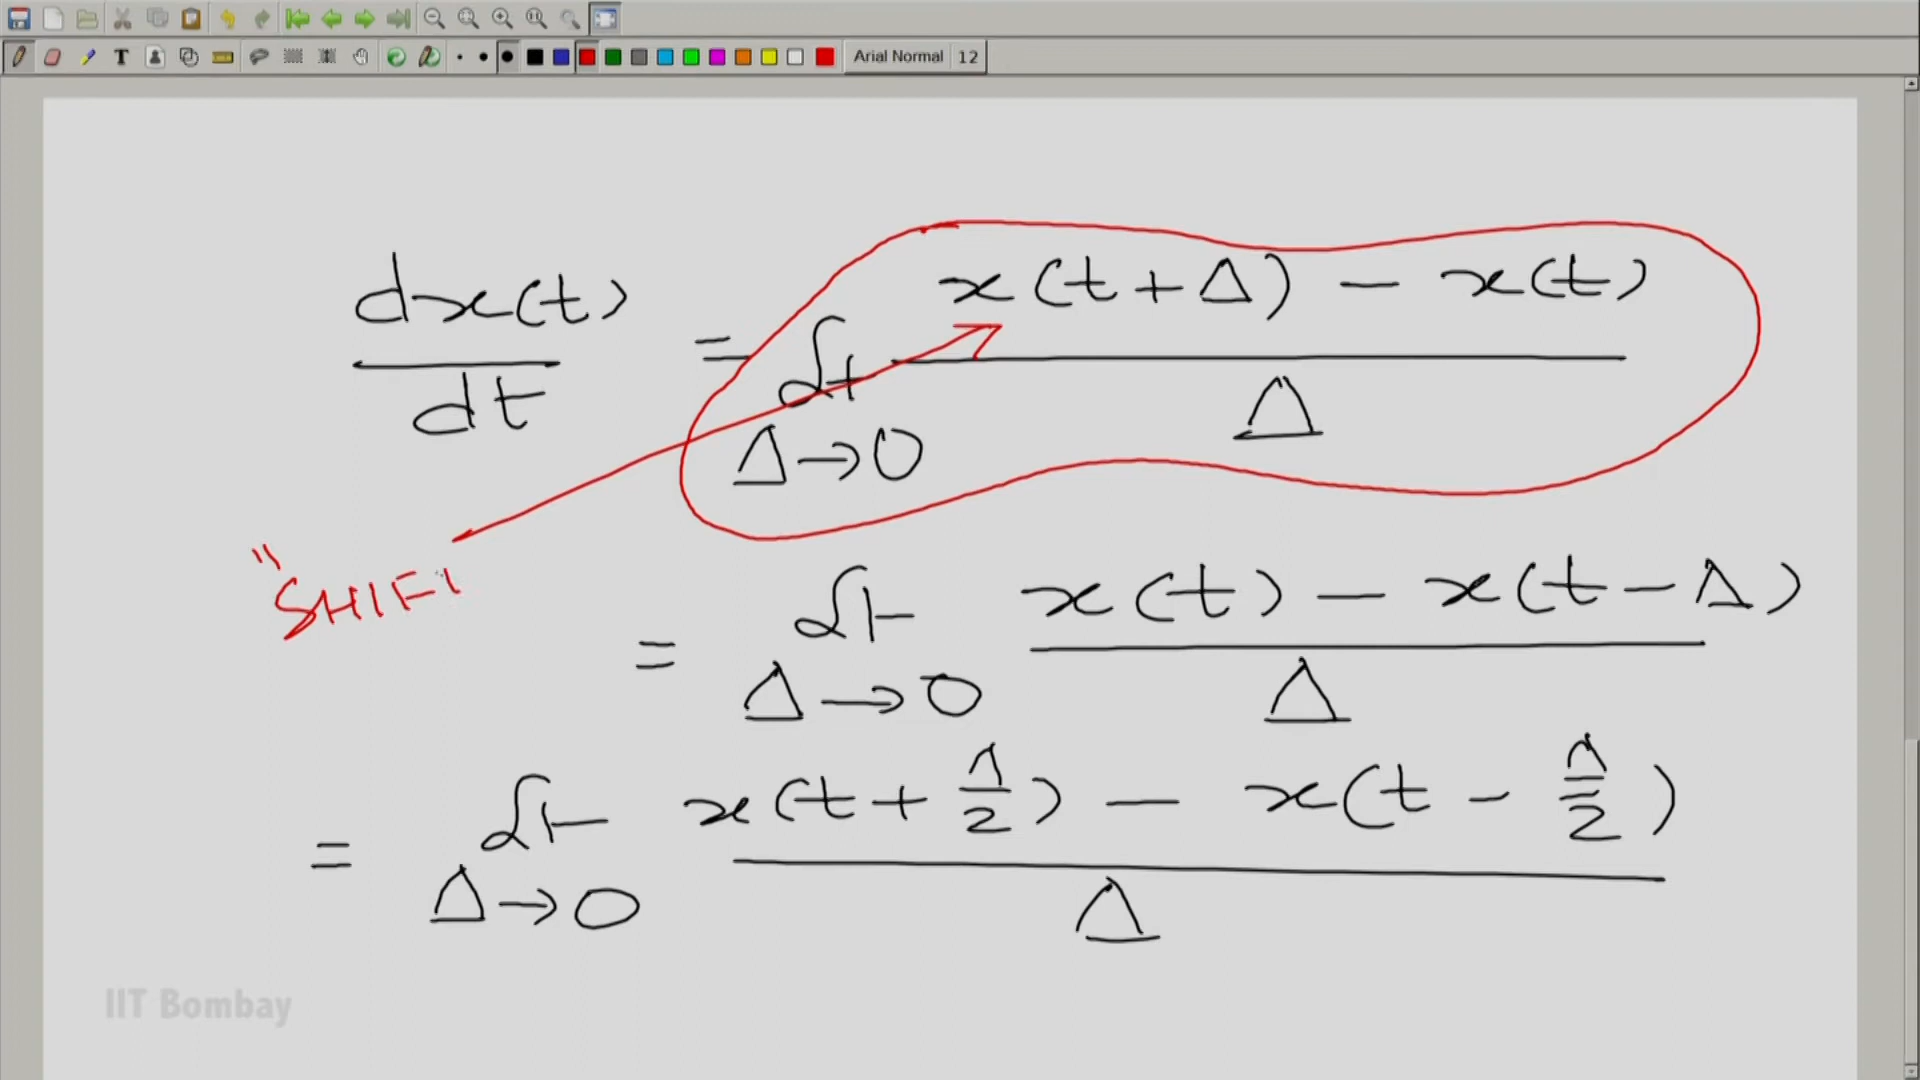 Arial Normal 12
dx(t)/dt = lt Δ→0 (x(t+Δ) − x(t))/Δ
"SHIFT
= lt Δ→0 (x(t) − x(t−Δ))/Δ
= lt Δ→0 (x(t+Δ/2) − x(t−Δ/2))/Δ
IIT Bombay